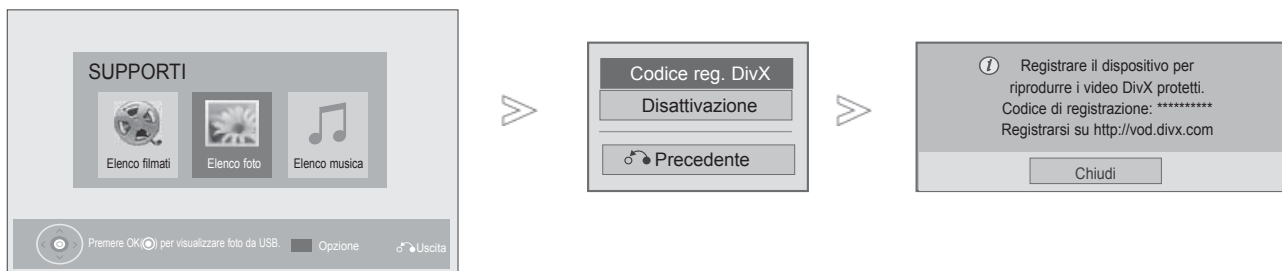 SUPPORTI
Elenco filmati
Elenco foto
Elenco musica
Premere OK(◉) per visualizzare foto da USB.
Opzione
Uscita
Codice reg. DivX
Disattivazione
Precedente
Registrare il dispositivo per
riprodurre i video DivX protetti.
Codice di registrazione: **********
Registrarsi su http://vod.divx.com
Chiudi